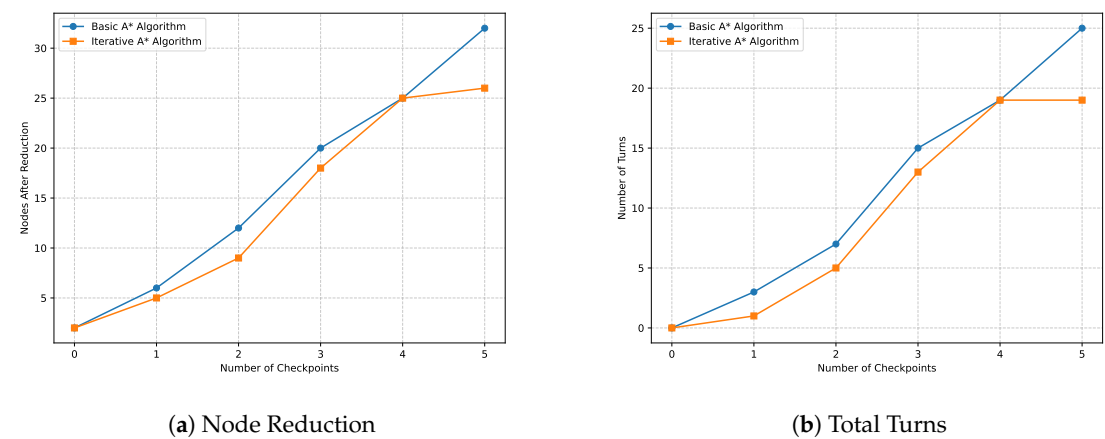 Basic A* Algorithm
Iterative A* Algorithm
30
25
20
15
10
5
Nodes After Reduction
0 1 2 3 4 5
Number of Checkpoints
(a) Node Reduction
Basic A* Algorithm
Iterative A* Algorithm
25
20
15
10
5
0
Number of Turns
0 1 2 3 4 5
Number of Checkpoints
(b) Total Turns